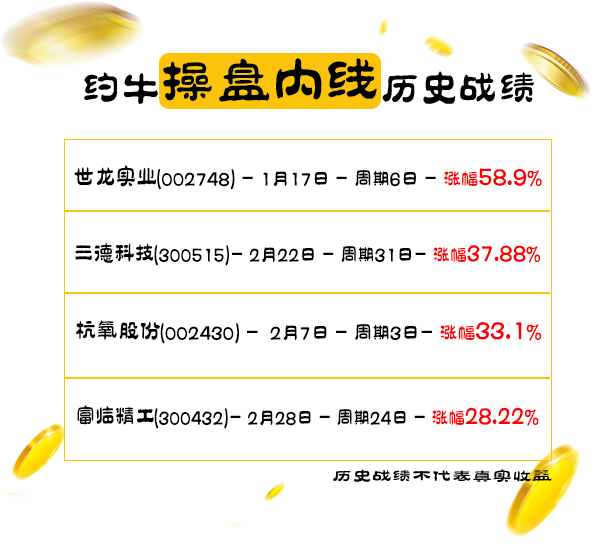 约牛操盘内线历史战绩
世龙实业(002748) - 1月17日 - 周期6日 - 涨幅58.9%
三德科技(300515)- 2月22日 - 周期31日- 涨幅37.88%
杭氧股份(002430) - 2月7日 - 周期3日- 涨幅33.1%
富临精工(300432)- 2月28日 - 周期24日 - 涨幅28.22%
历史战绩不代表真实收益